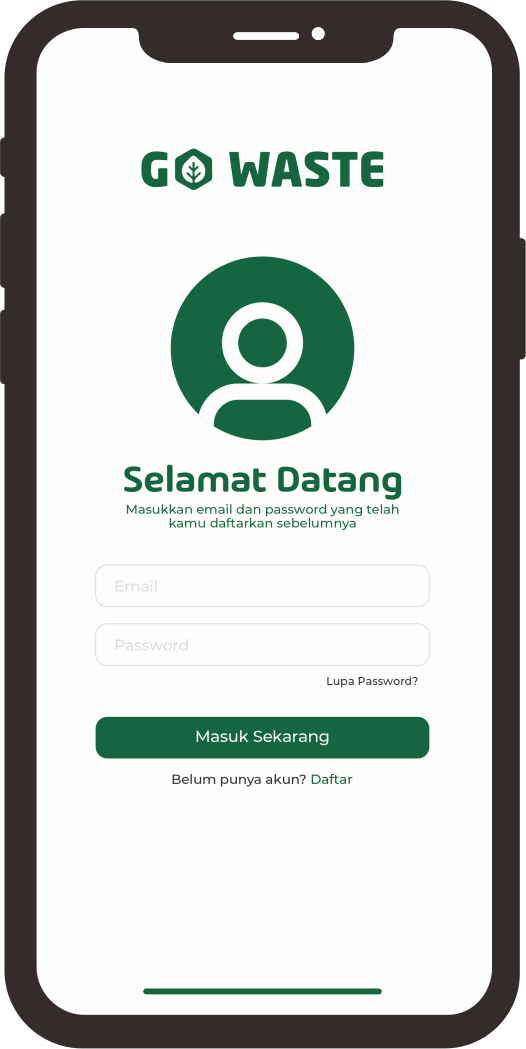 GO WASTE
Selamat Datang
Masukkan email dan password yang telah
kamu daftarkan sebelumnya
Email
Password
Lupa Password?
Masuk Sekarang
Belum punya akun? Daftar